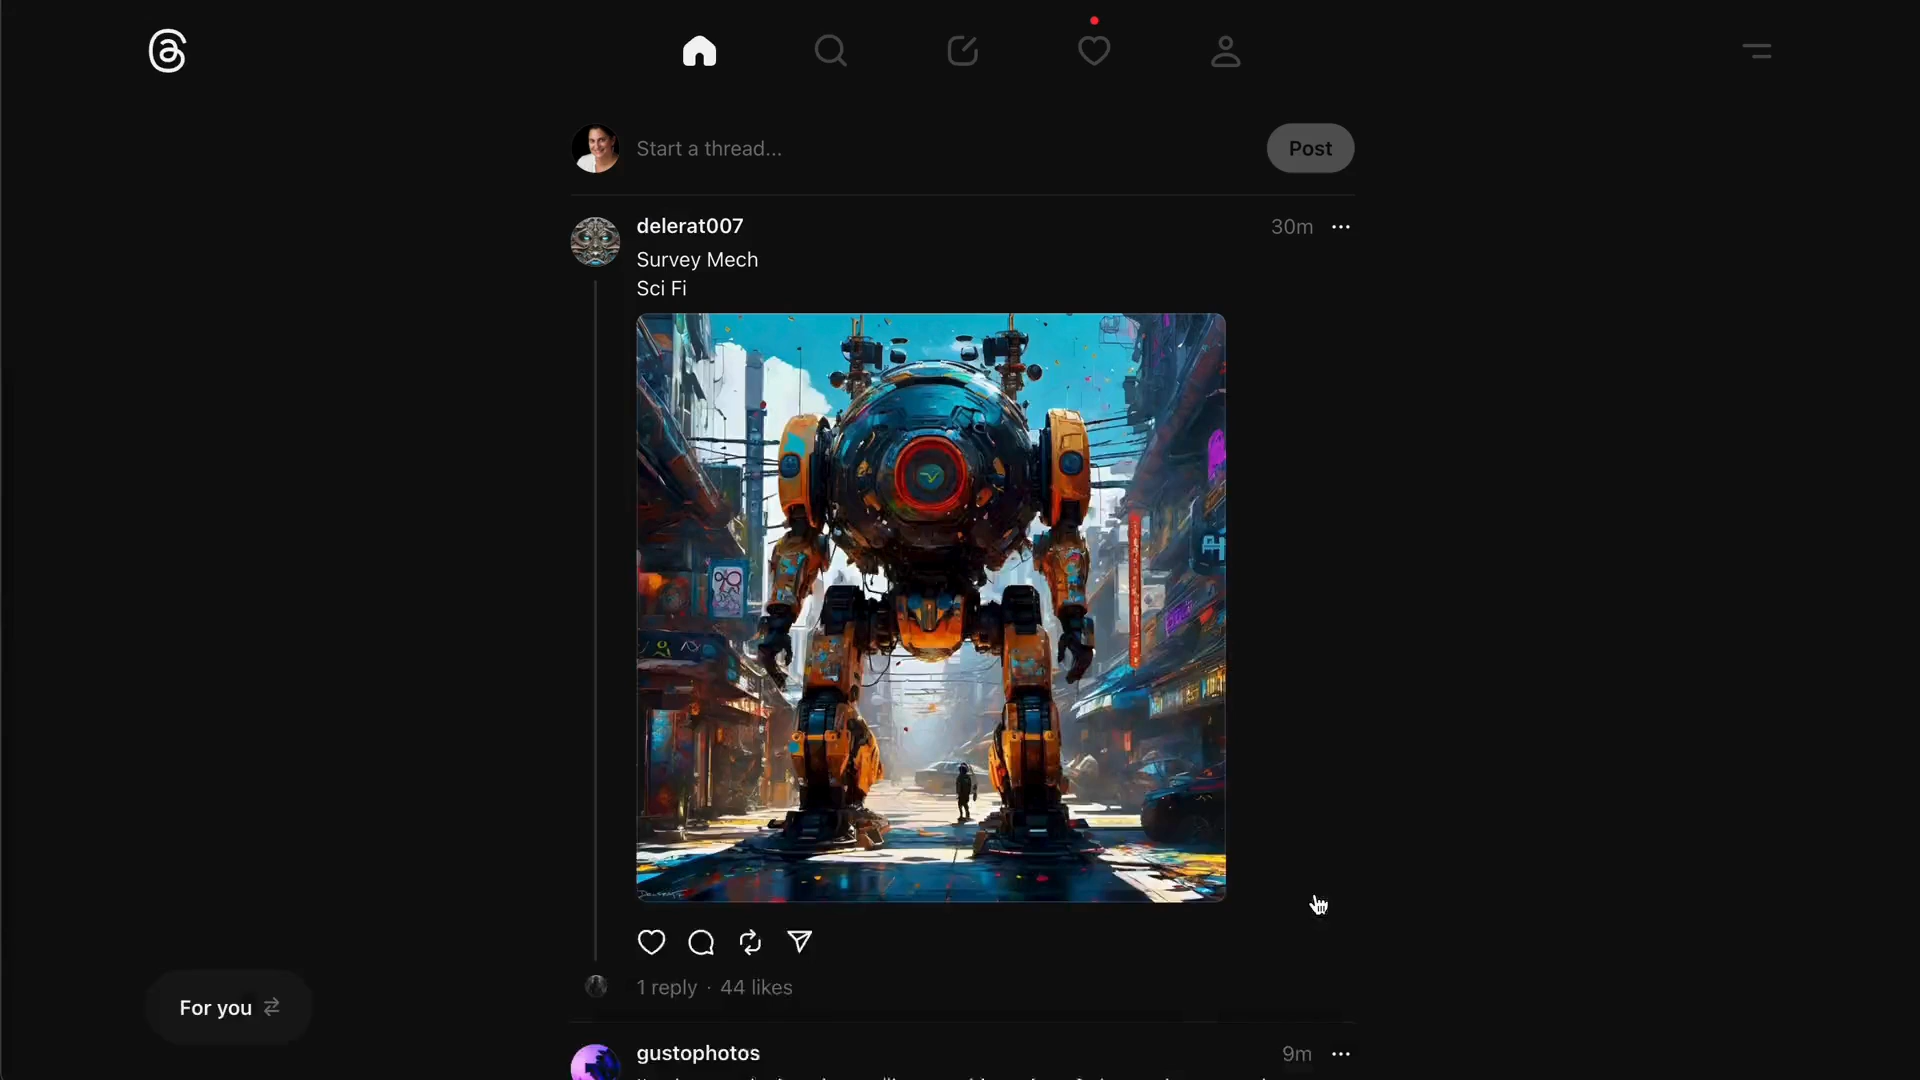 Start a thread...
Post
delerat007
30m
Survey Mech
Sci Fi
1 reply · 44 likes
For you
gustophotos
9m